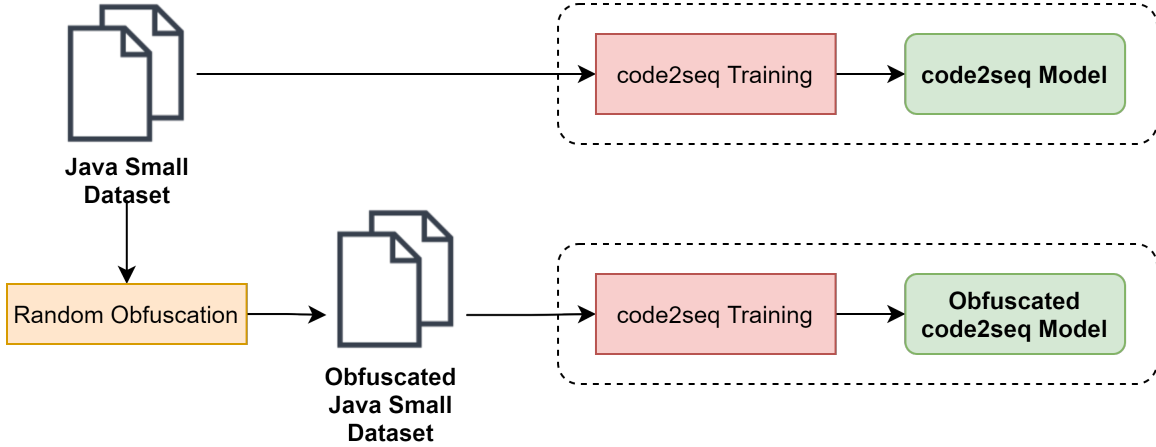 code2seq Training
code2seq Model
Java Small
Dataset
Random Obfuscation
code2seq Training
Obfuscated
code2seq Model
Obfuscated
Java Small
Dataset